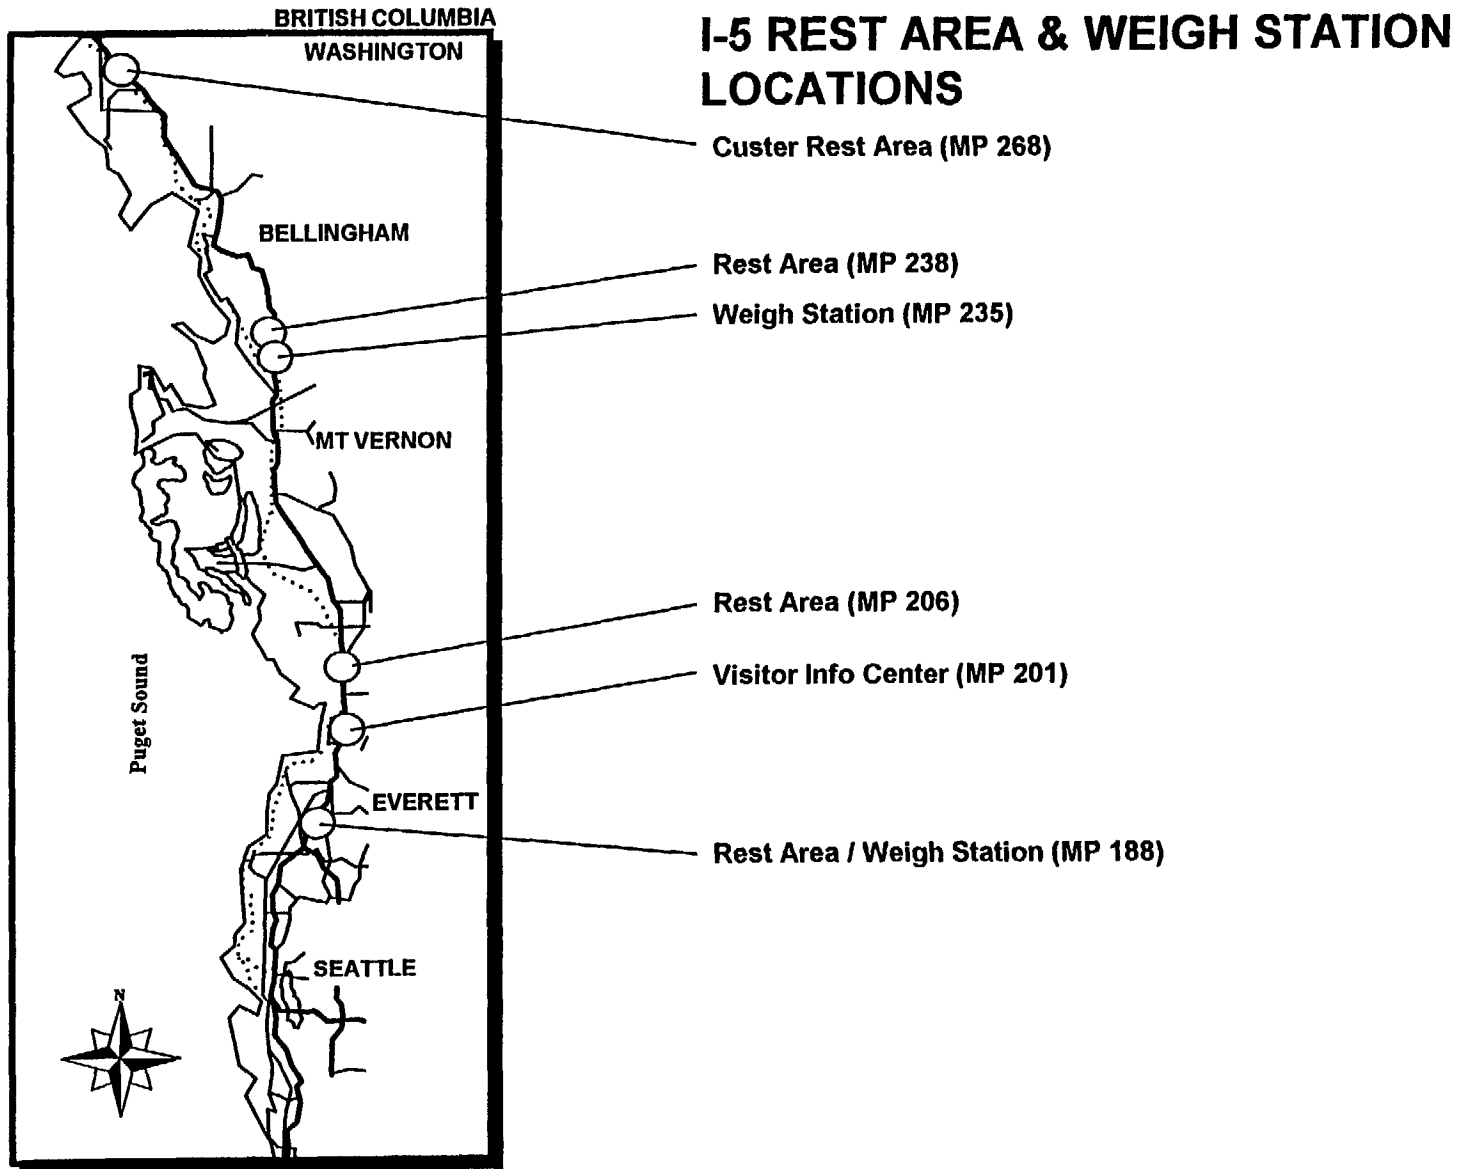 BRITISH COLUMBIA
WASHINGTON
I-5 REST AREA & WEIGH STATION
LOCATIONS
Custer Rest Area (MP 268)
BELLINGHAM
Rest Area (MP 238)
Weigh Station (MP 235)
MT VERNON
Rest Area (MP 206)
Visitor Info Center (MP 201)
Puget Sound
EVERETT
Rest Area / Weigh Station (MP 188)
SEATTLE
N